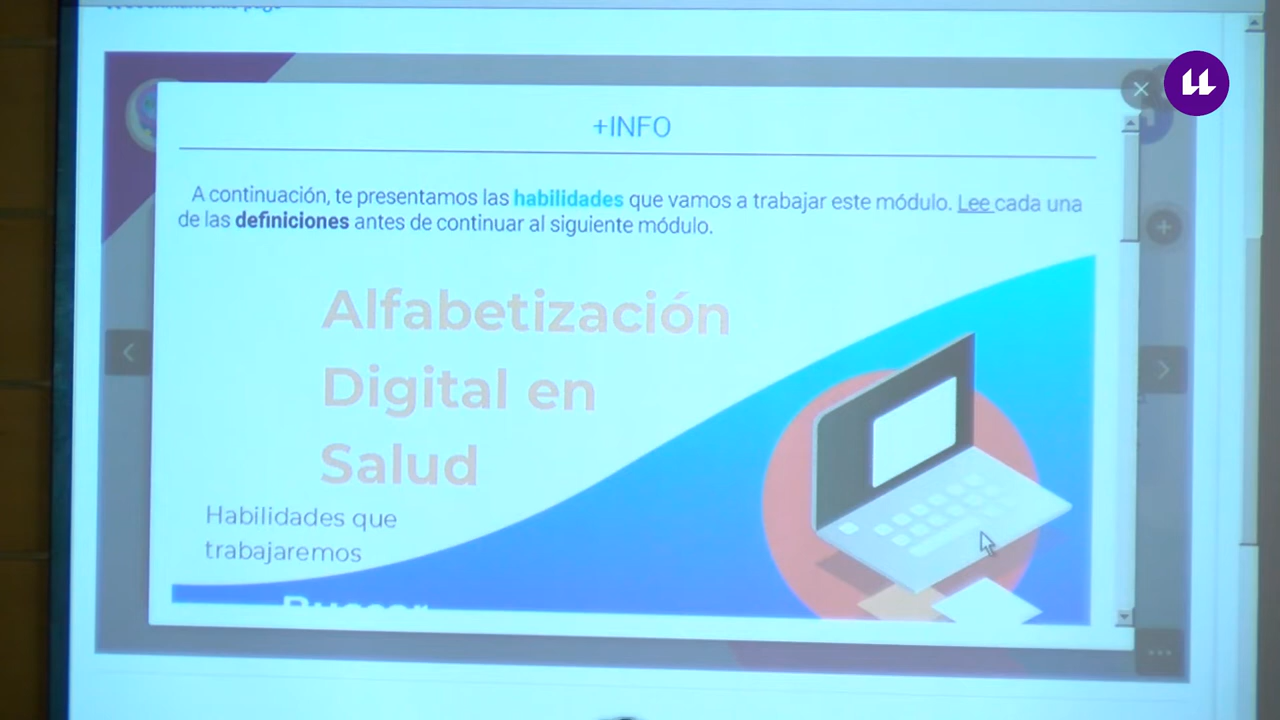 +INFO
A continuación, te presentamos las habilidades que vamos a trabajar este módulo. Lee cada una
de las definiciones antes de continuar al siguiente módulo.
Alfabetización
Digital en
Salud
Habilidades que
trabajaremos